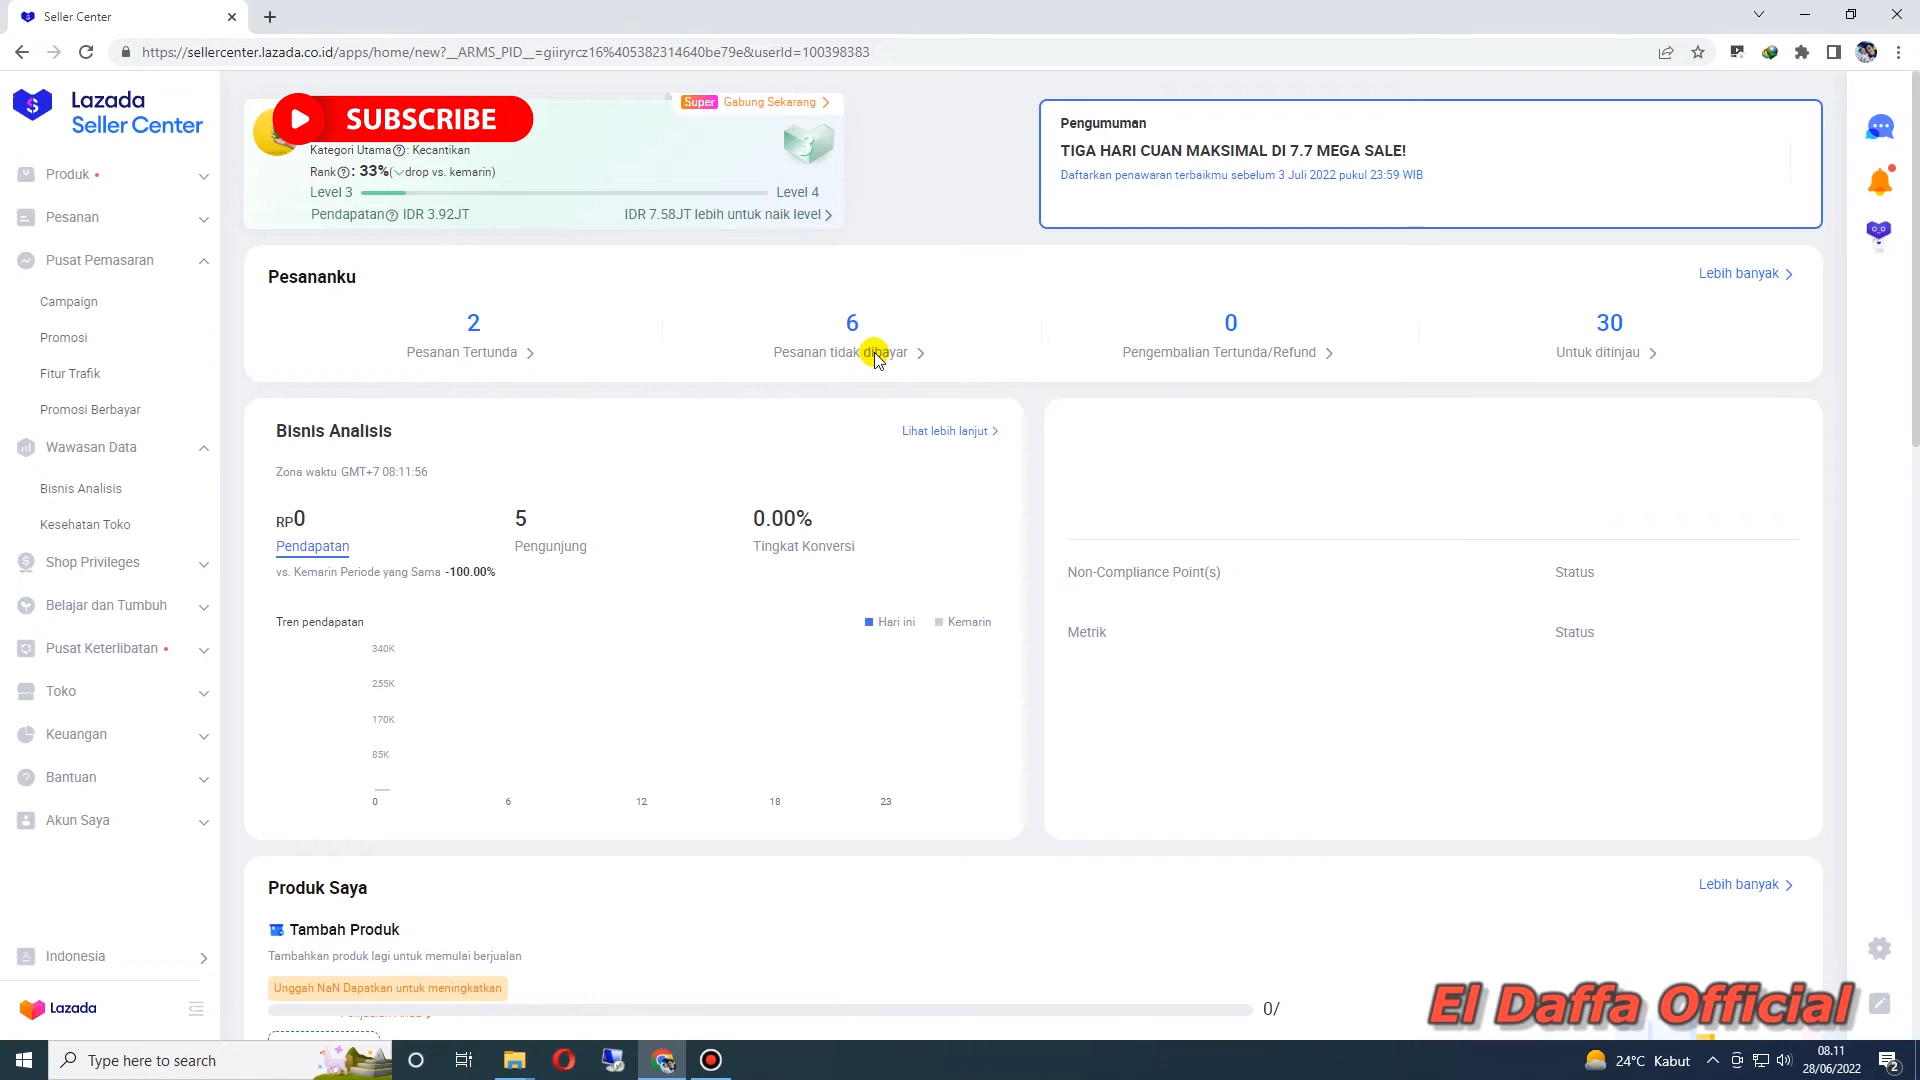 Seller Center
https://sellercenter.lazada.co.id/apps/home/new?__ARMS_PID__=giiryrcz16%405382314640be79e&userId=100398383
Lazada
Seller Center
Produk
Pesanan
Pusat Pemasaran
Campaign
Promosi
Fitur Trafik
Promosi Berbayar
Wawasan Data
Bisnis Analisis
Kesehatan Toko
Shop Privileges
Belajar dan Tumbuh
Pusat Keterlibatan
Toko
Keuangan
Bantuan
Akun Saya
Indonesia
Lazada
SUBSCRIBE
Super Gabung Sekarang
Kategori Utama : Kecantikan
Rank : 33%( drop vs. kemarin)
3
Level 3
Level 4
Pendapatan IDR 3.92JT
IDR 7.58JT lebih untuk naik level
Pengumuman
TIGA HARI CUAN MAKSIMAL DI 7.7 MEGA SALE!
Daftarkan penawaran terbaikmu sebelum 3 Juli 2022 pukul 23:59 WIB
Pesananku
Lebih banyak
2
Pesanan Tertunda
6
Pesanan tidak dibayar
0
Pengembalian Tertunda/Refund
30
Untuk ditinjau
Bisnis Analisis
Lihat lebih lanjut
Zona waktu GMT+7 08:11:56
RP0
Pendapatan
vs. Kemarin Periode yang Sama -100.00%
5
Pengunjung
0.00%
Tingkat Konversi
Tren pendapatan
Hari ini
Kemarin
340K
255K
170K
85K
0 6 12 18 23
Non-Compliance Point(s)
Status
Metrik
Status
Produk Saya
Lebih banyak
Tambah Produk
Tambahkan produk lagi untuk memulai berjualan
Unggah NaN Dapatkan untuk meningkatkan
0/
El Daffa Official
Type here to search
24°C Kabut
08.11
28/06/2022
2